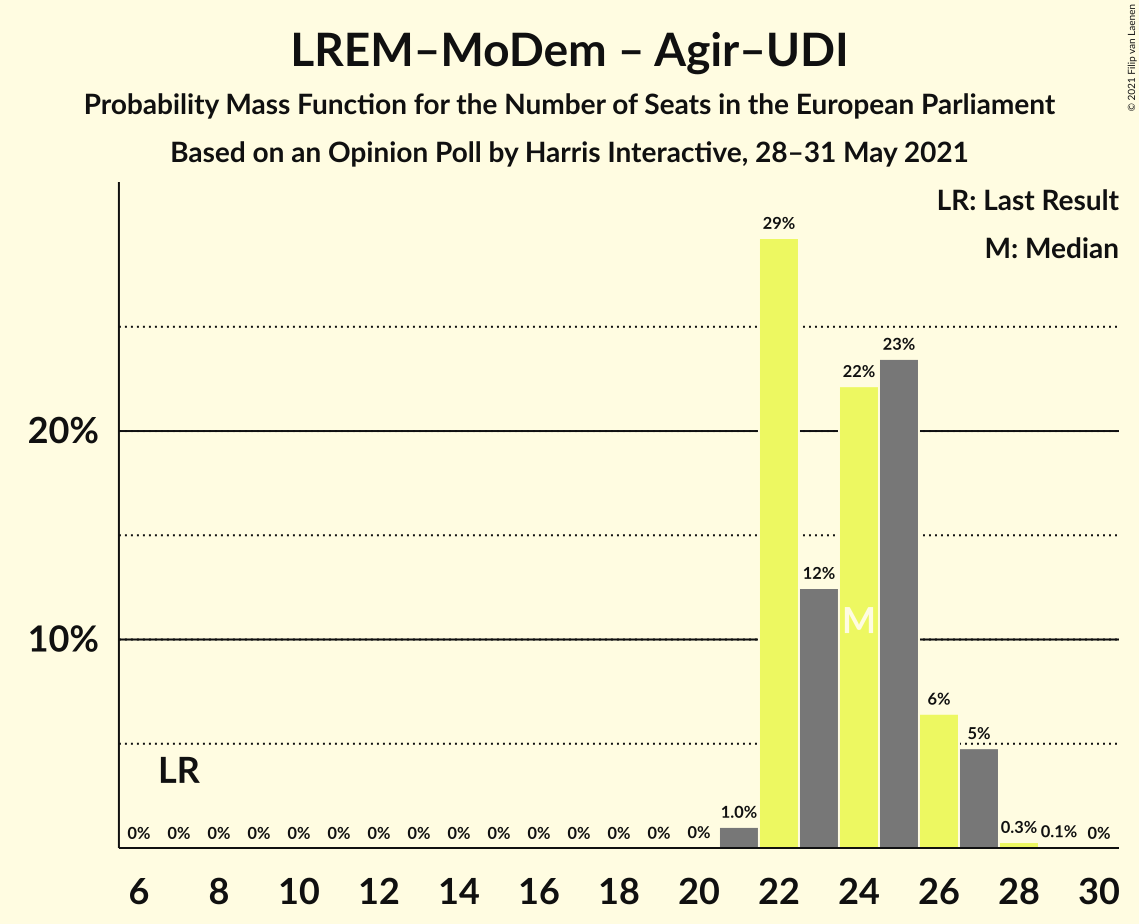 LREM–MoDem – Agir–UDI
Probability Mass Function for the Number of Seats in the European Parliament
Based on an Opinion Poll by Harris Interactive, 28–31 May 2021
© 2021 Filip van Laenen
LR: Last Result
M: Median
29%
23%
22%
20%
12%
M
10%
6%
5%
LR
0% 0% 0% 0% 0% 0% 0% 0% 0% 0% 0% 0% 0% 0% 0% 1.0% 0.3% 0.1% 0%
6 8 10 12 14 16 18 20 22 24 26 28 30